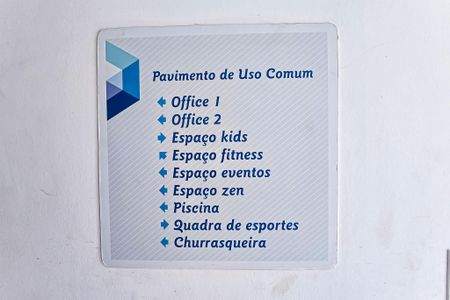 Pavimento de Uso Comum
Office 1
Office 2
Espaço kids
Espaço fitness
Espaço eventos
Espaço zen
Piscina
Quadra de esportes
Churrasqueira